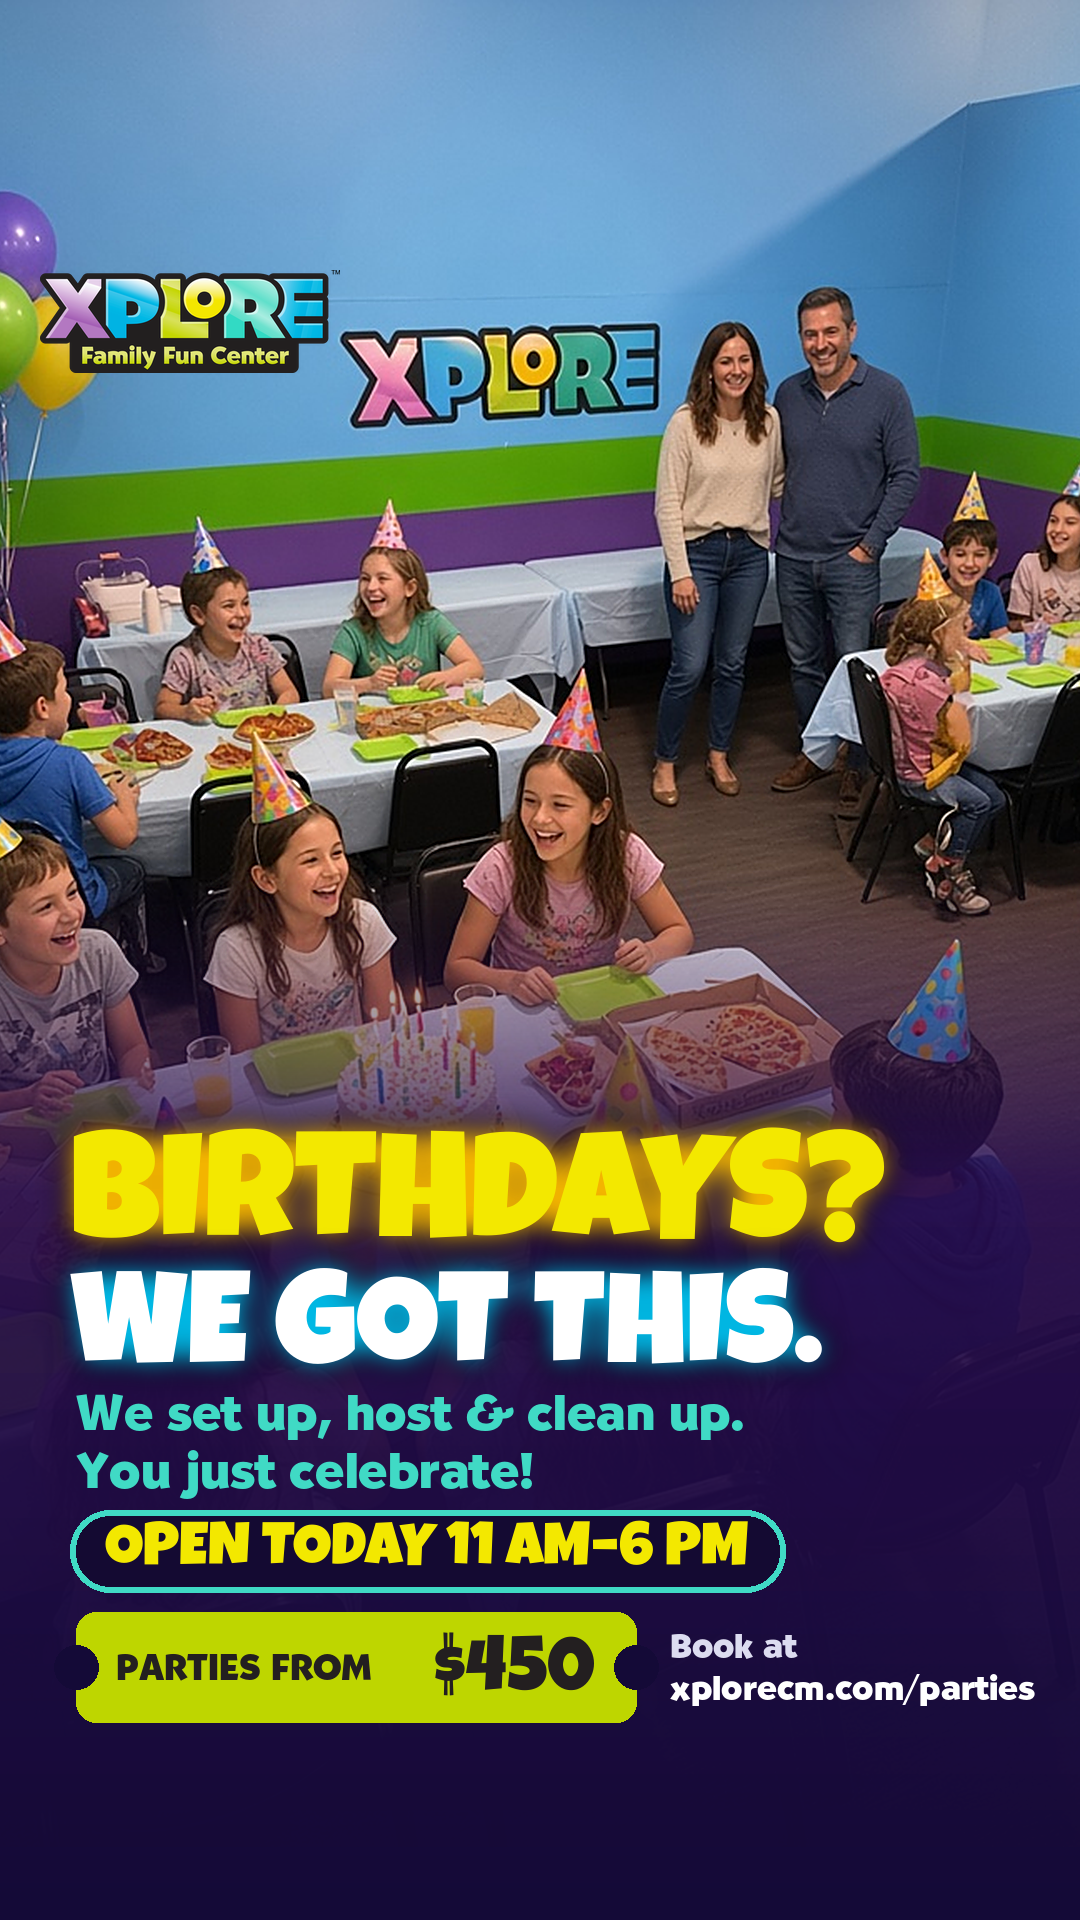 XPLORE™
Family Fun Center
XPLORE
BIRTHDAYS?
WE GOT THIS.
We set up, host & clean up.
You just celebrate!
OPEN TODAY 11 AM–6 PM
PARTIES FROM $450
Book at
xplorecm.com/parties